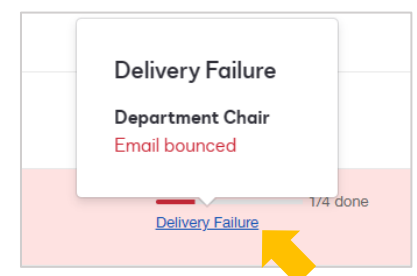 Delivery Failure
Department Chair
Email bounced
1/4 done
Delivery Failure